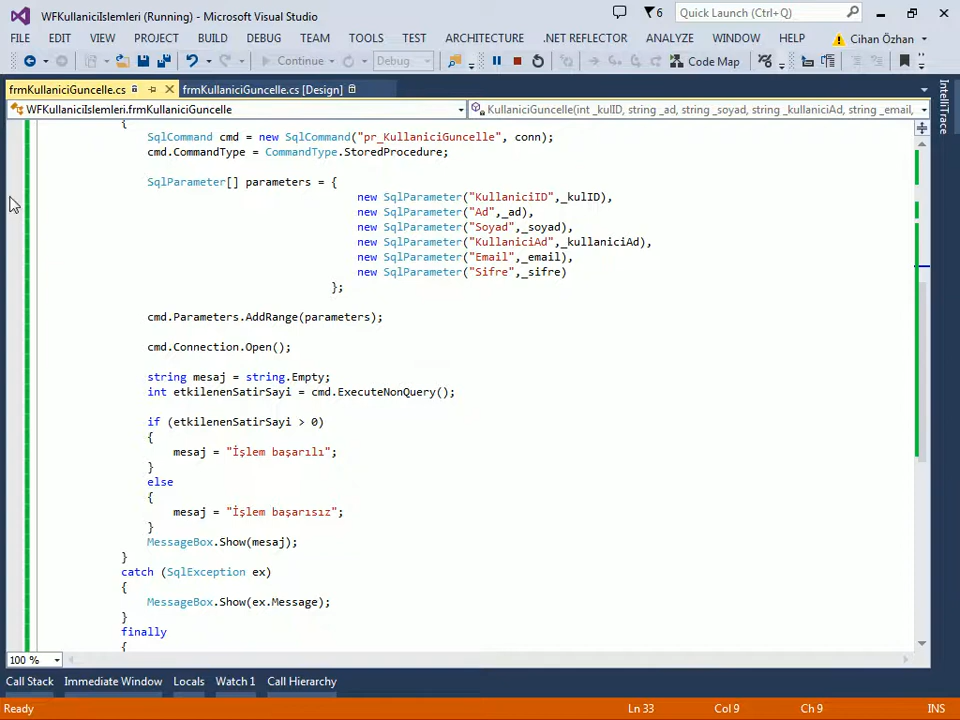 WFKullaniciIslemleri (Running) - Microsoft Visual Studio
6
Quick Launch (Ctrl+Q)
FILE EDIT VIEW PROJECT BUILD DEBUG TEAM TOOLS TEST ARCHITECTURE .NET REFLECTOR ANALYZE WINDOW HELP Cihan Özhan
Continue Debug Code Map
frmKullaniciGuncelle.cs frmKullaniciGuncelle.cs [Design]
WFKullaniciIslemleri.frmKullaniciGuncelle KullaniciGuncelle(int _kulID, string _ad, string _soyad, string _kullaniciAd, string _email,
IntelliTrace
{
SqlCommand cmd = new SqlCommand("pr_KullaniciGuncelle", conn);
cmd.CommandType = CommandType.StoredProcedure;
SqlParameter[] parameters = {
new SqlParameter("KullaniciID",_kulID),
new SqlParameter("Ad",_ad),
new SqlParameter("Soyad",_soyad),
new SqlParameter("KullaniciAd",_kullaniciAd),
new SqlParameter("Email",_email),
new SqlParameter("Sifre",_sifre)
};
cmd.Parameters.AddRange(parameters);
cmd.Connection.Open();
string mesaj = string.Empty;
int etkilenenSatirSayi = cmd.ExecuteNonQuery();
if (etkilenenSatirSayi > 0)
{
mesaj = "İşlem başarılı";
}
else
{
mesaj = "İşlem başarısız";
}
MessageBox.Show(mesaj);
}
catch (SqlException ex)
{
MessageBox.Show(ex.Message);
}
finally
{
100 %
Call Stack Immediate Window Locals Watch 1 Call Hierarchy
Ready Ln 33 Col 9 Ch 9 INS